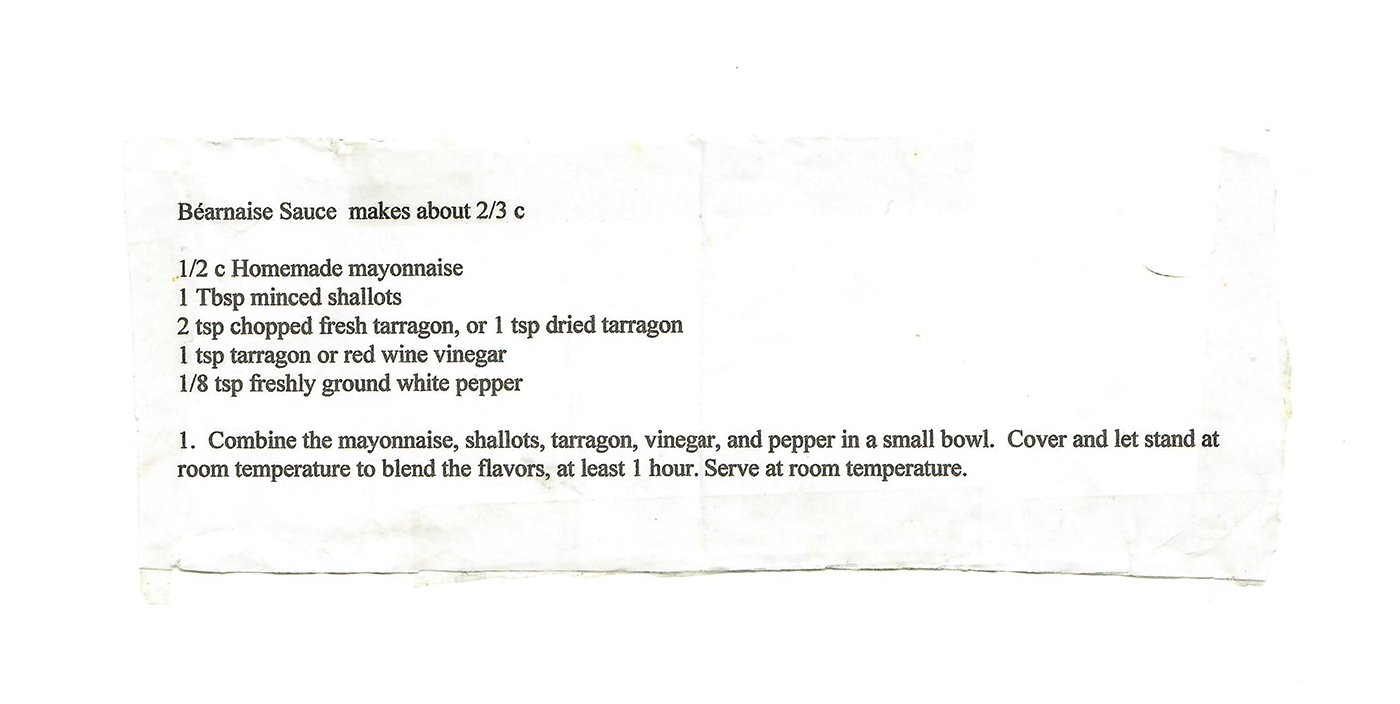 Béarnaise Sauce  makes about 2/3 c
1/2 c Homemade mayonnaise
1 Tbsp minced shallots
2 tsp chopped fresh tarragon, or 1 tsp dried tarragon
1 tsp tarragon or red wine vinegar
1/8 tsp freshly ground white pepper
1.  Combine the mayonnaise, shallots, tarragon, vinegar, and pepper in a small bowl.  Cover and let stand at
room temperature to blend the flavors, at least 1 hour. Serve at room temperature.